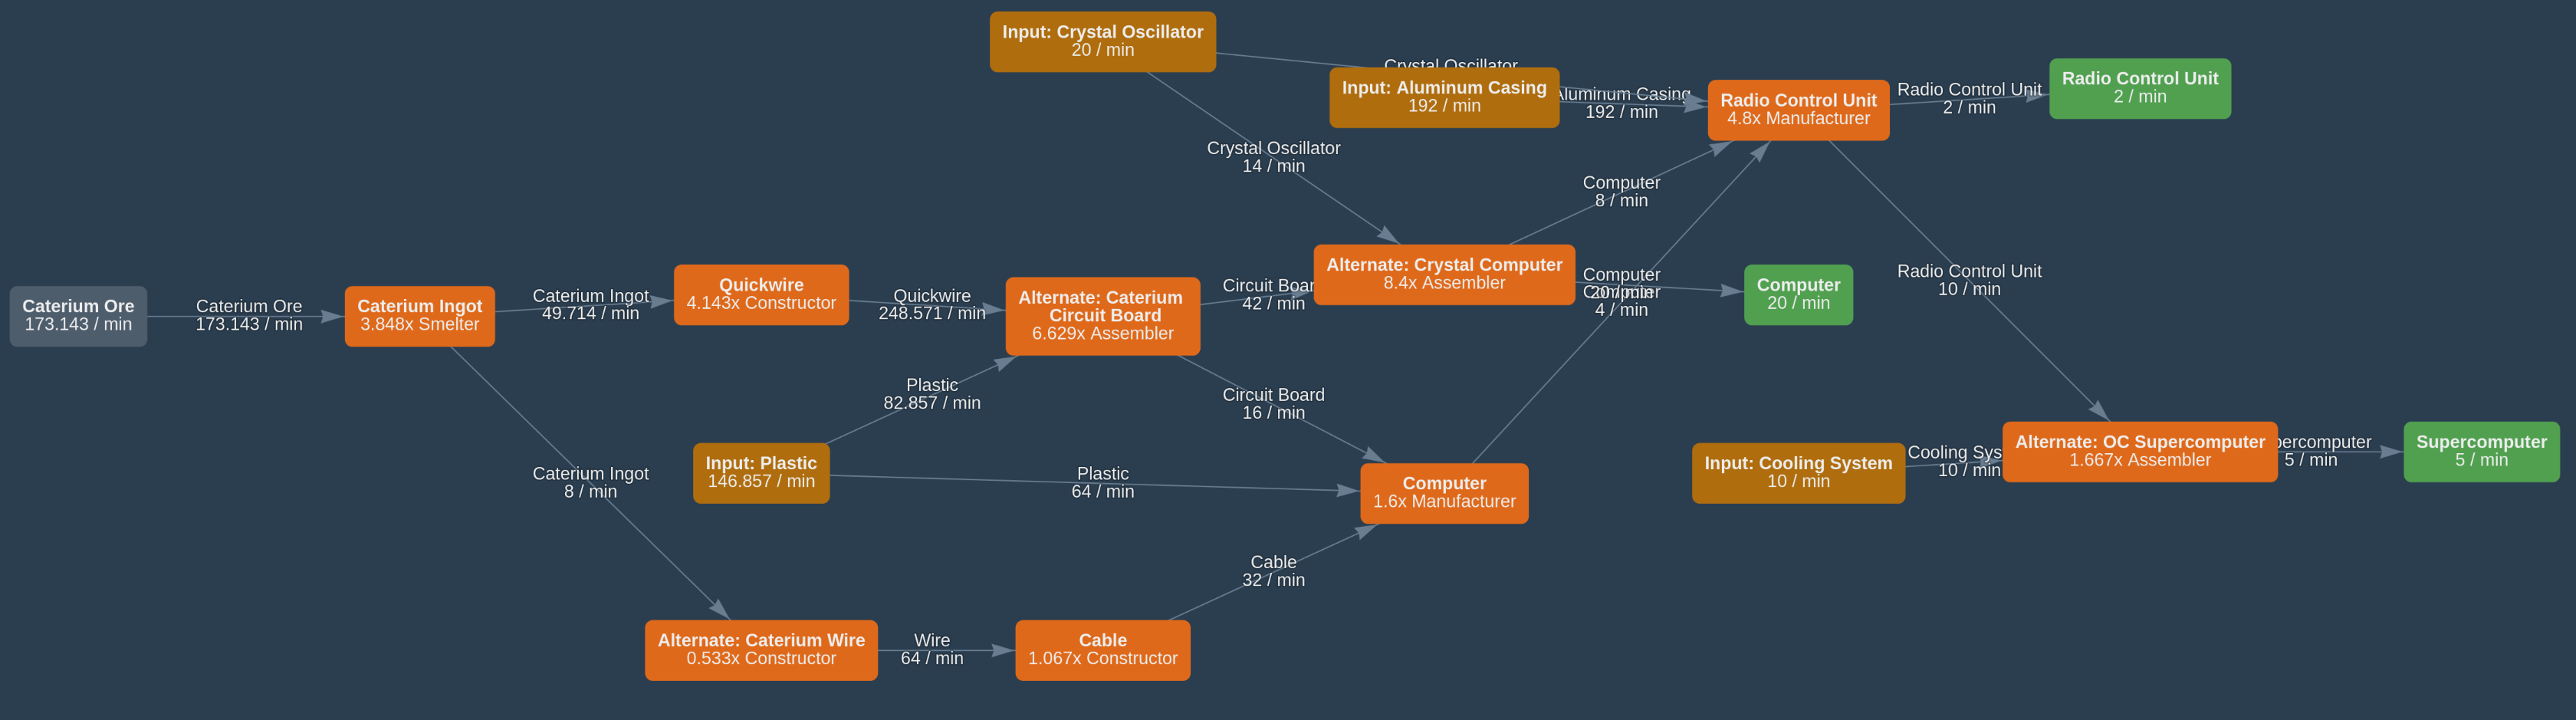 Input: Crystal Oscillator
20 / min
Crystal Oscillator
Input: Aluminum Casing
192 / min
Aluminum Casing
192 / min
Radio Control Unit
4.8x Manufacturer
Radio Control Unit
2 / min
Radio Control Unit
2 / min
Crystal Oscillator
14 / min
Computer
8 / min
Caterium Ore
173.143 / min
Caterium Ore
173.143 / min
Caterium Ingot
3.848x Smelter
Caterium Ingot
49.714 / min
Quickwire
4.143x Constructor
Quickwire
248.571 / min
Alternate: Caterium
Circuit Board
6.629x Assembler
Circuit Boar
42 / min
Alternate: Crystal Computer
8.4x Assembler
Computer
20 / min
Computer
4 / min
Computer
20 / min
Radio Control Unit
10 / min
Plastic
82.857 / min
Circuit Board
16 / min
Input: Plastic
146.857 / min
Plastic
64 / min
Computer
1.6x Manufacturer
Input: Cooling System
10 / min
Cooling Sys
10 / min
Alternate: OC Supercomputer
1.667x Assembler
percomputer
5 / min
Supercomputer
5 / min
Caterium Ingot
8 / min
Cable
32 / min
Alternate: Caterium Wire
0.533x Constructor
Wire
64 / min
Cable
1.067x Constructor